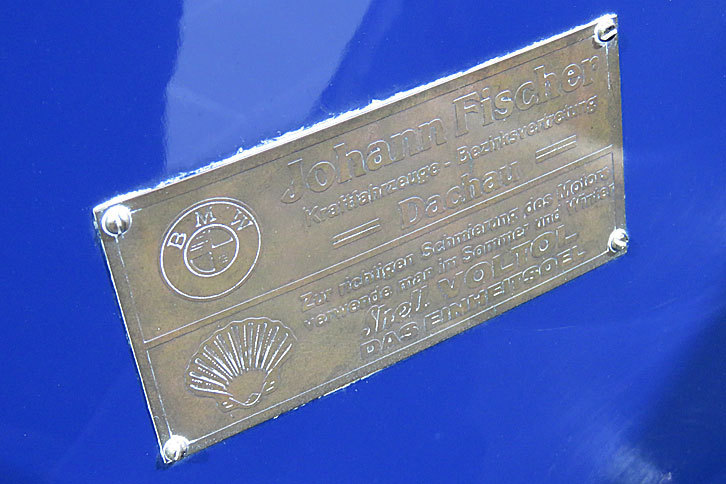 BMW
Johann Fischer
Kraftfahrzeuge - Bezirksvertretung
Dachau
Zur richtigen Schmierung des Motors
verwende man im Sommer und Winter
Shell VOLTOL
DAS EINHEITSOEL